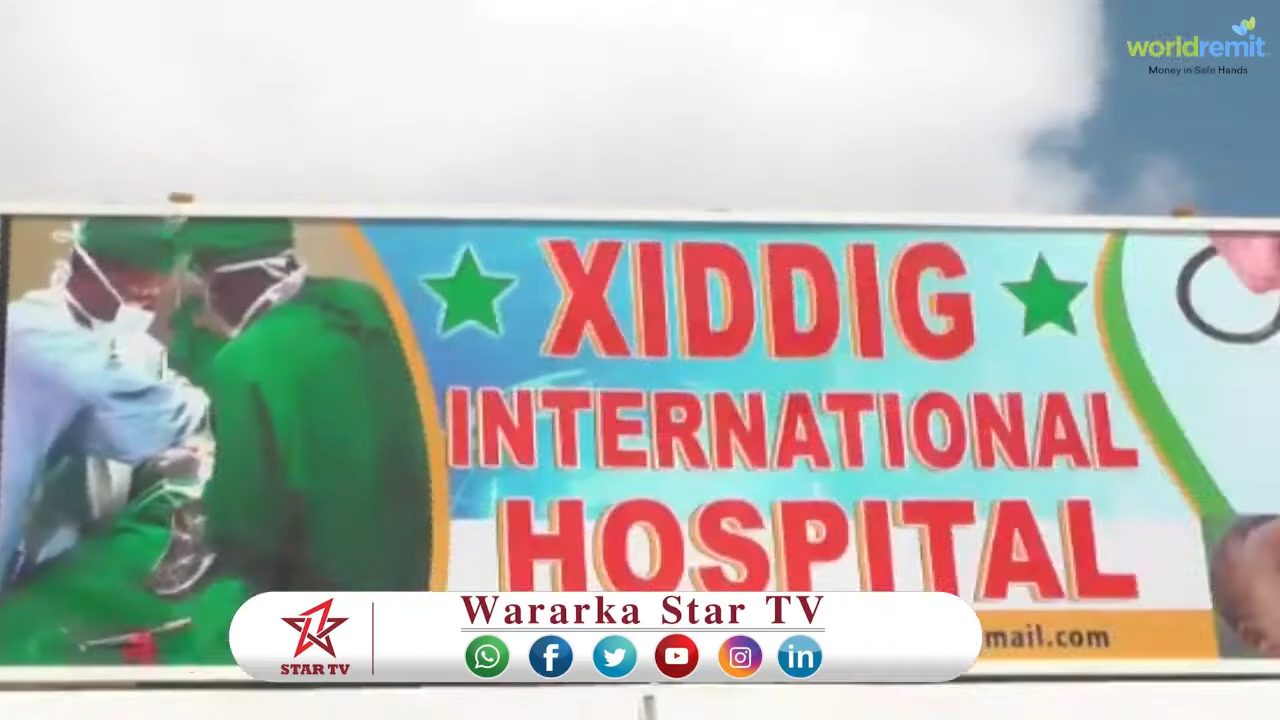 worldremit
Money in Safe Hands
XIDDIG
INTERNATIONAL
HOSPITAL
mail.com
Wararka Star TV
STAR TV